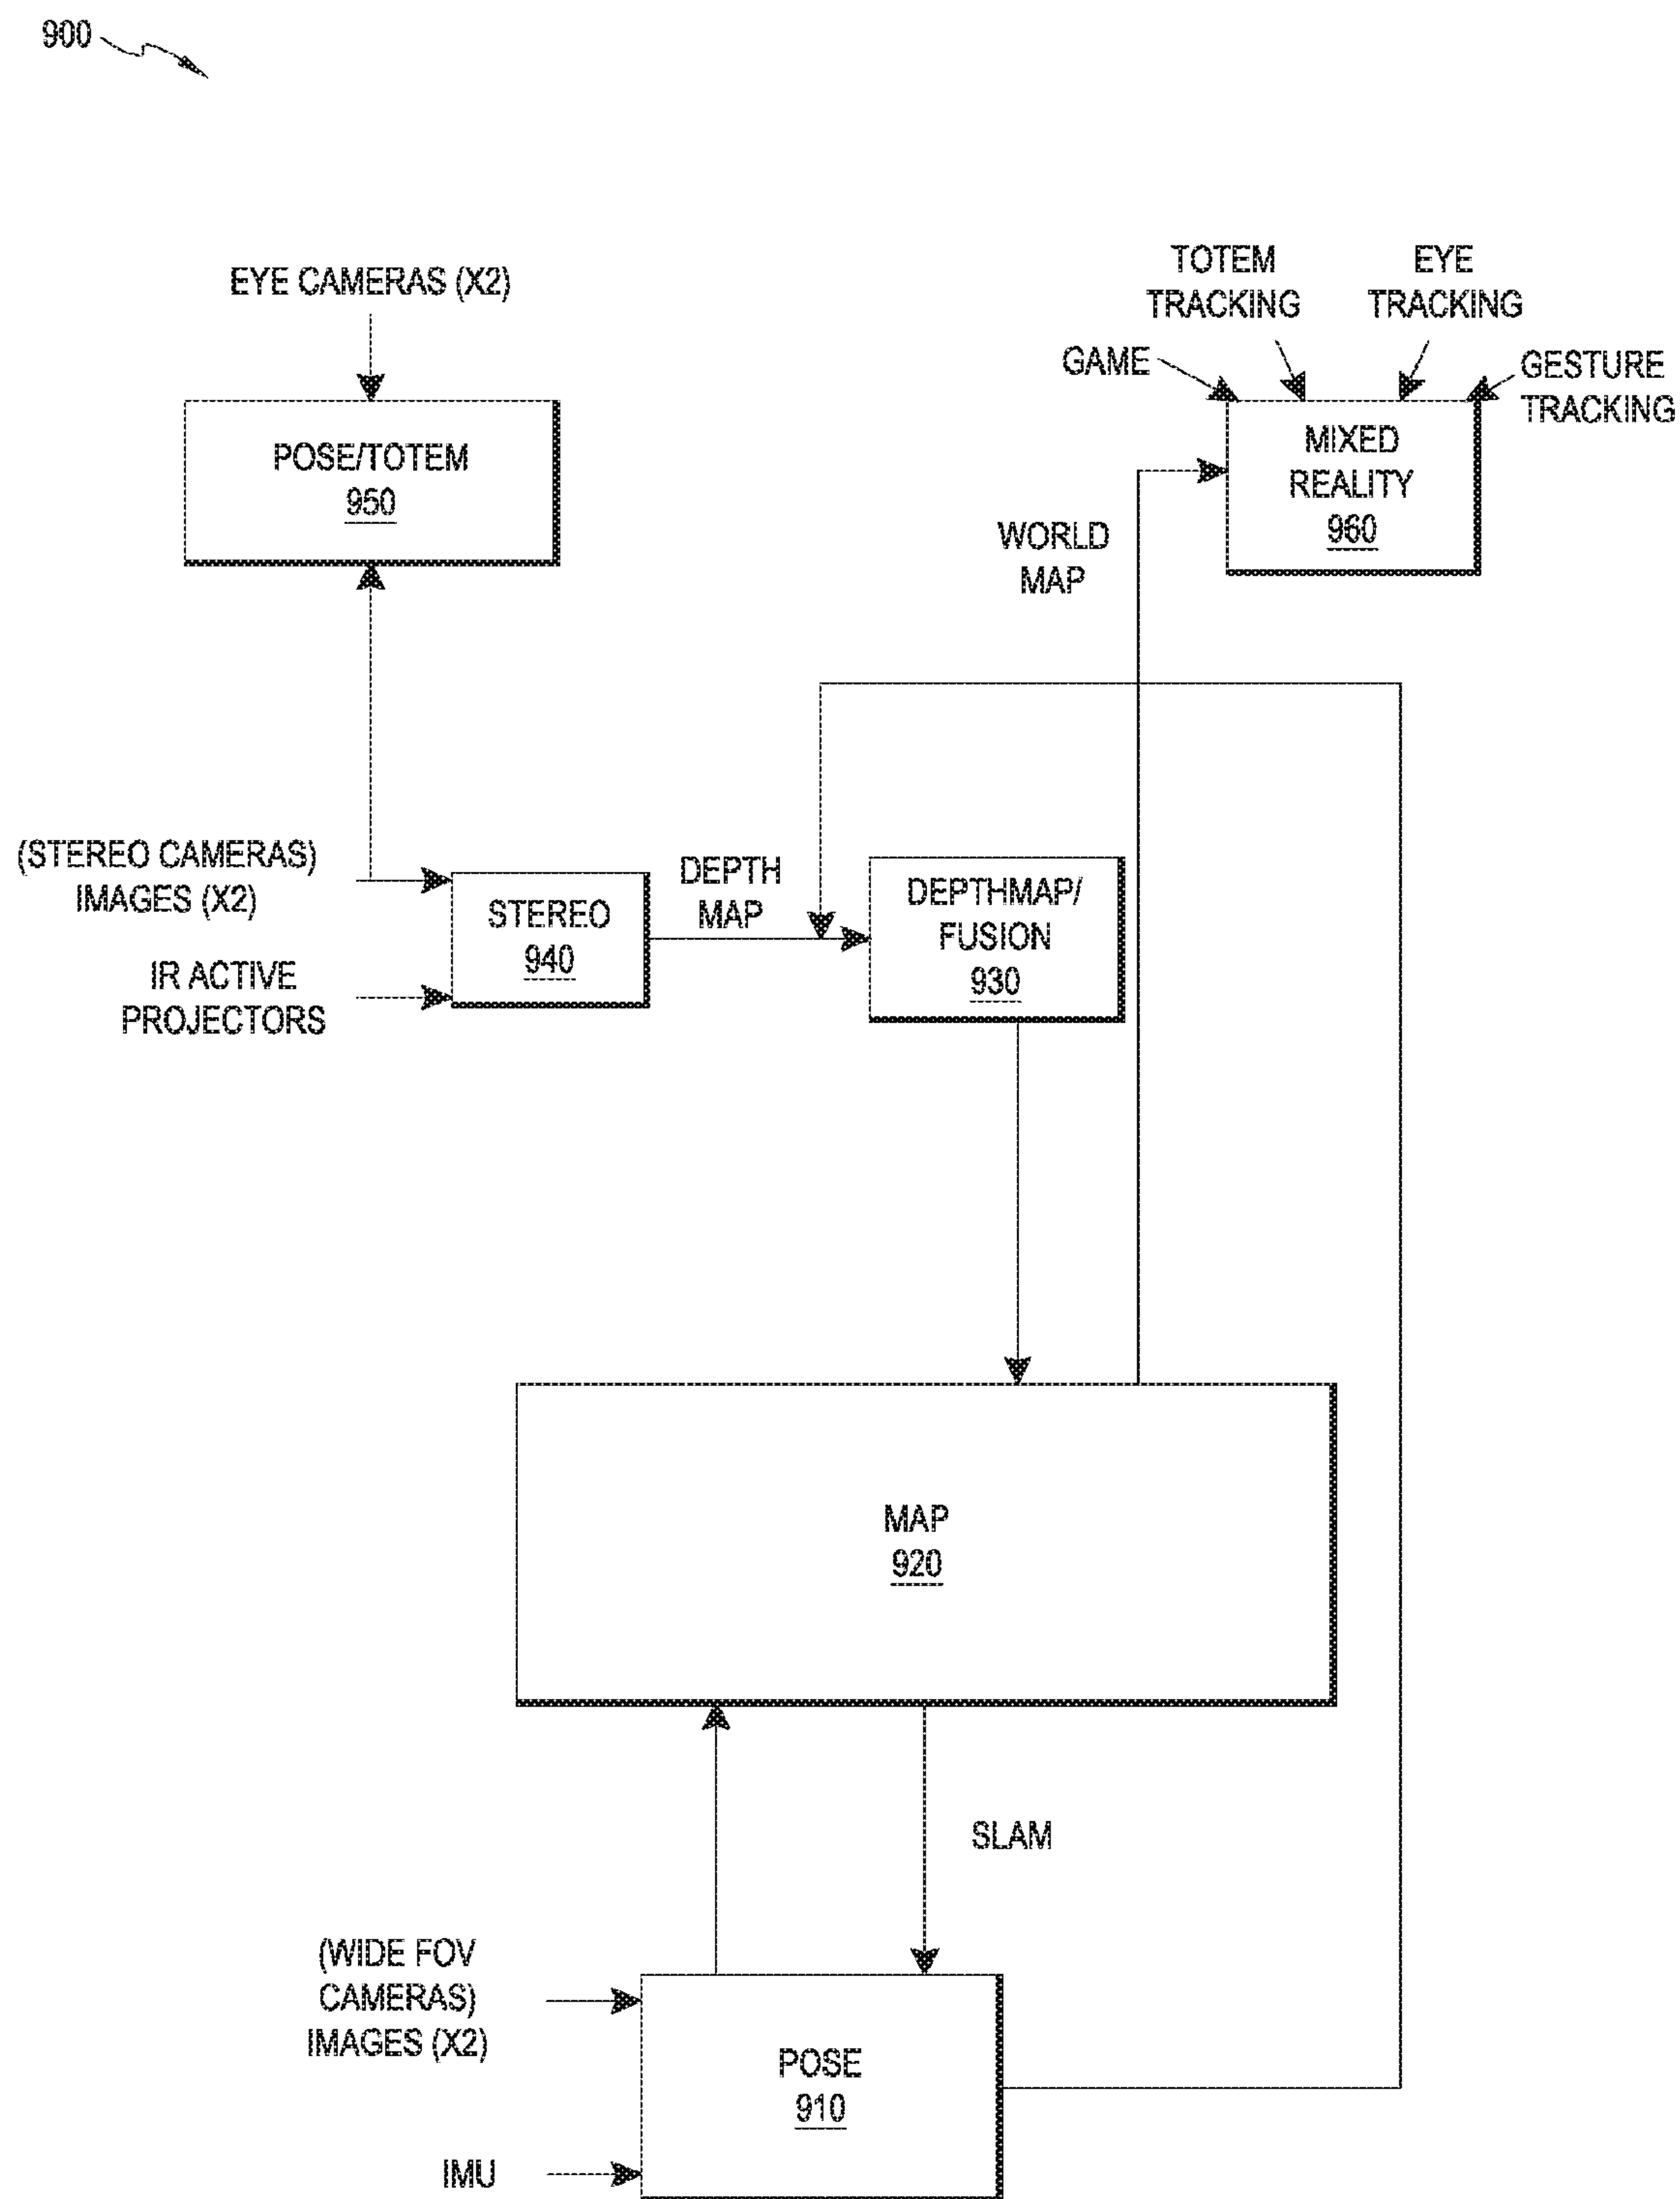 900
EYE CAMERAS (X2)
POSE/TOTEM
950
TOTEM
TRACKING
EYE
TRACKING
GAME
GESTURE
TRACKING
MIXED
REALITY
960
WORLD
MAP
(STEREO CAMERAS)
IMAGES (X2)
IR ACTIVE
PROJECTORS
STEREO
940
DEPTH
MAP
DEPTHMAP/
FUSION
930
MAP
920
SLAM
(WIDE FOV
CAMERAS)
IMAGES (X2)
IMU
POSE
910